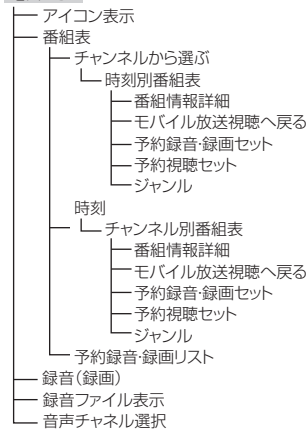 アイコン表示
番組表
チャンネルから選ぶ
時刻別番組表
番組情報詳細
モバイル放送視聴へ戻る
予約録音・録画セット
予約視聴セット
ジャンル
時刻
チャンネル別番組表
番組情報詳細
モバイル放送視聴へ戻る
予約録音・録画セット
予約視聴セット
ジャンル
予約録音・録画リスト
録音(録画)
録音ファイル表示
音声チャネル選択